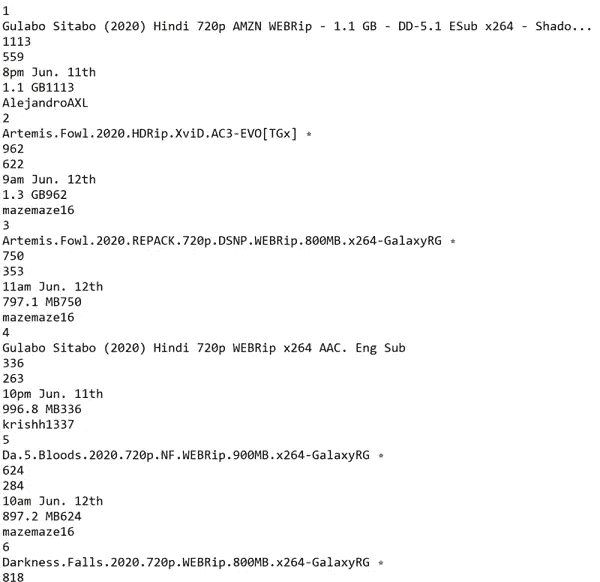 1
Gulabo Sitabo (2020) Hindi 720p AMZN WEBRip - 1.1 GB - DD-5.1 ESub x264 - Shado...
1113
559
8pm Jun. 11th
1.1 GB1113
AlejandroAXL
2
Artemis.Fowl.2020.HDRip.XviD.AC3-EVO[TGx] *
962
622
9am Jun. 12th
1.3 GB962
mazemaze16
3
Artemis.Fowl.2020.REPACK.720p.DSNP.WEBRip.800MB.x264-GalaxyRG *
750
353
11am Jun. 12th
797.1 MB750
mazemaze16
4
Gulabo Sitabo (2020) Hindi 720p WEBRip x264 AAC. Eng Sub
336
263
10pm Jun. 11th
996.8 MB336
krishh1337
5
Da.5.Bloods.2020.720p.NF.WEBRip.900MB.x264-GalaxyRG *
624
284
10am Jun. 12th
897.2 MB624
mazemaze16
6
Darkness.Falls.2020.720p.WEBRip.800MB.x264-GalaxyRG *
818